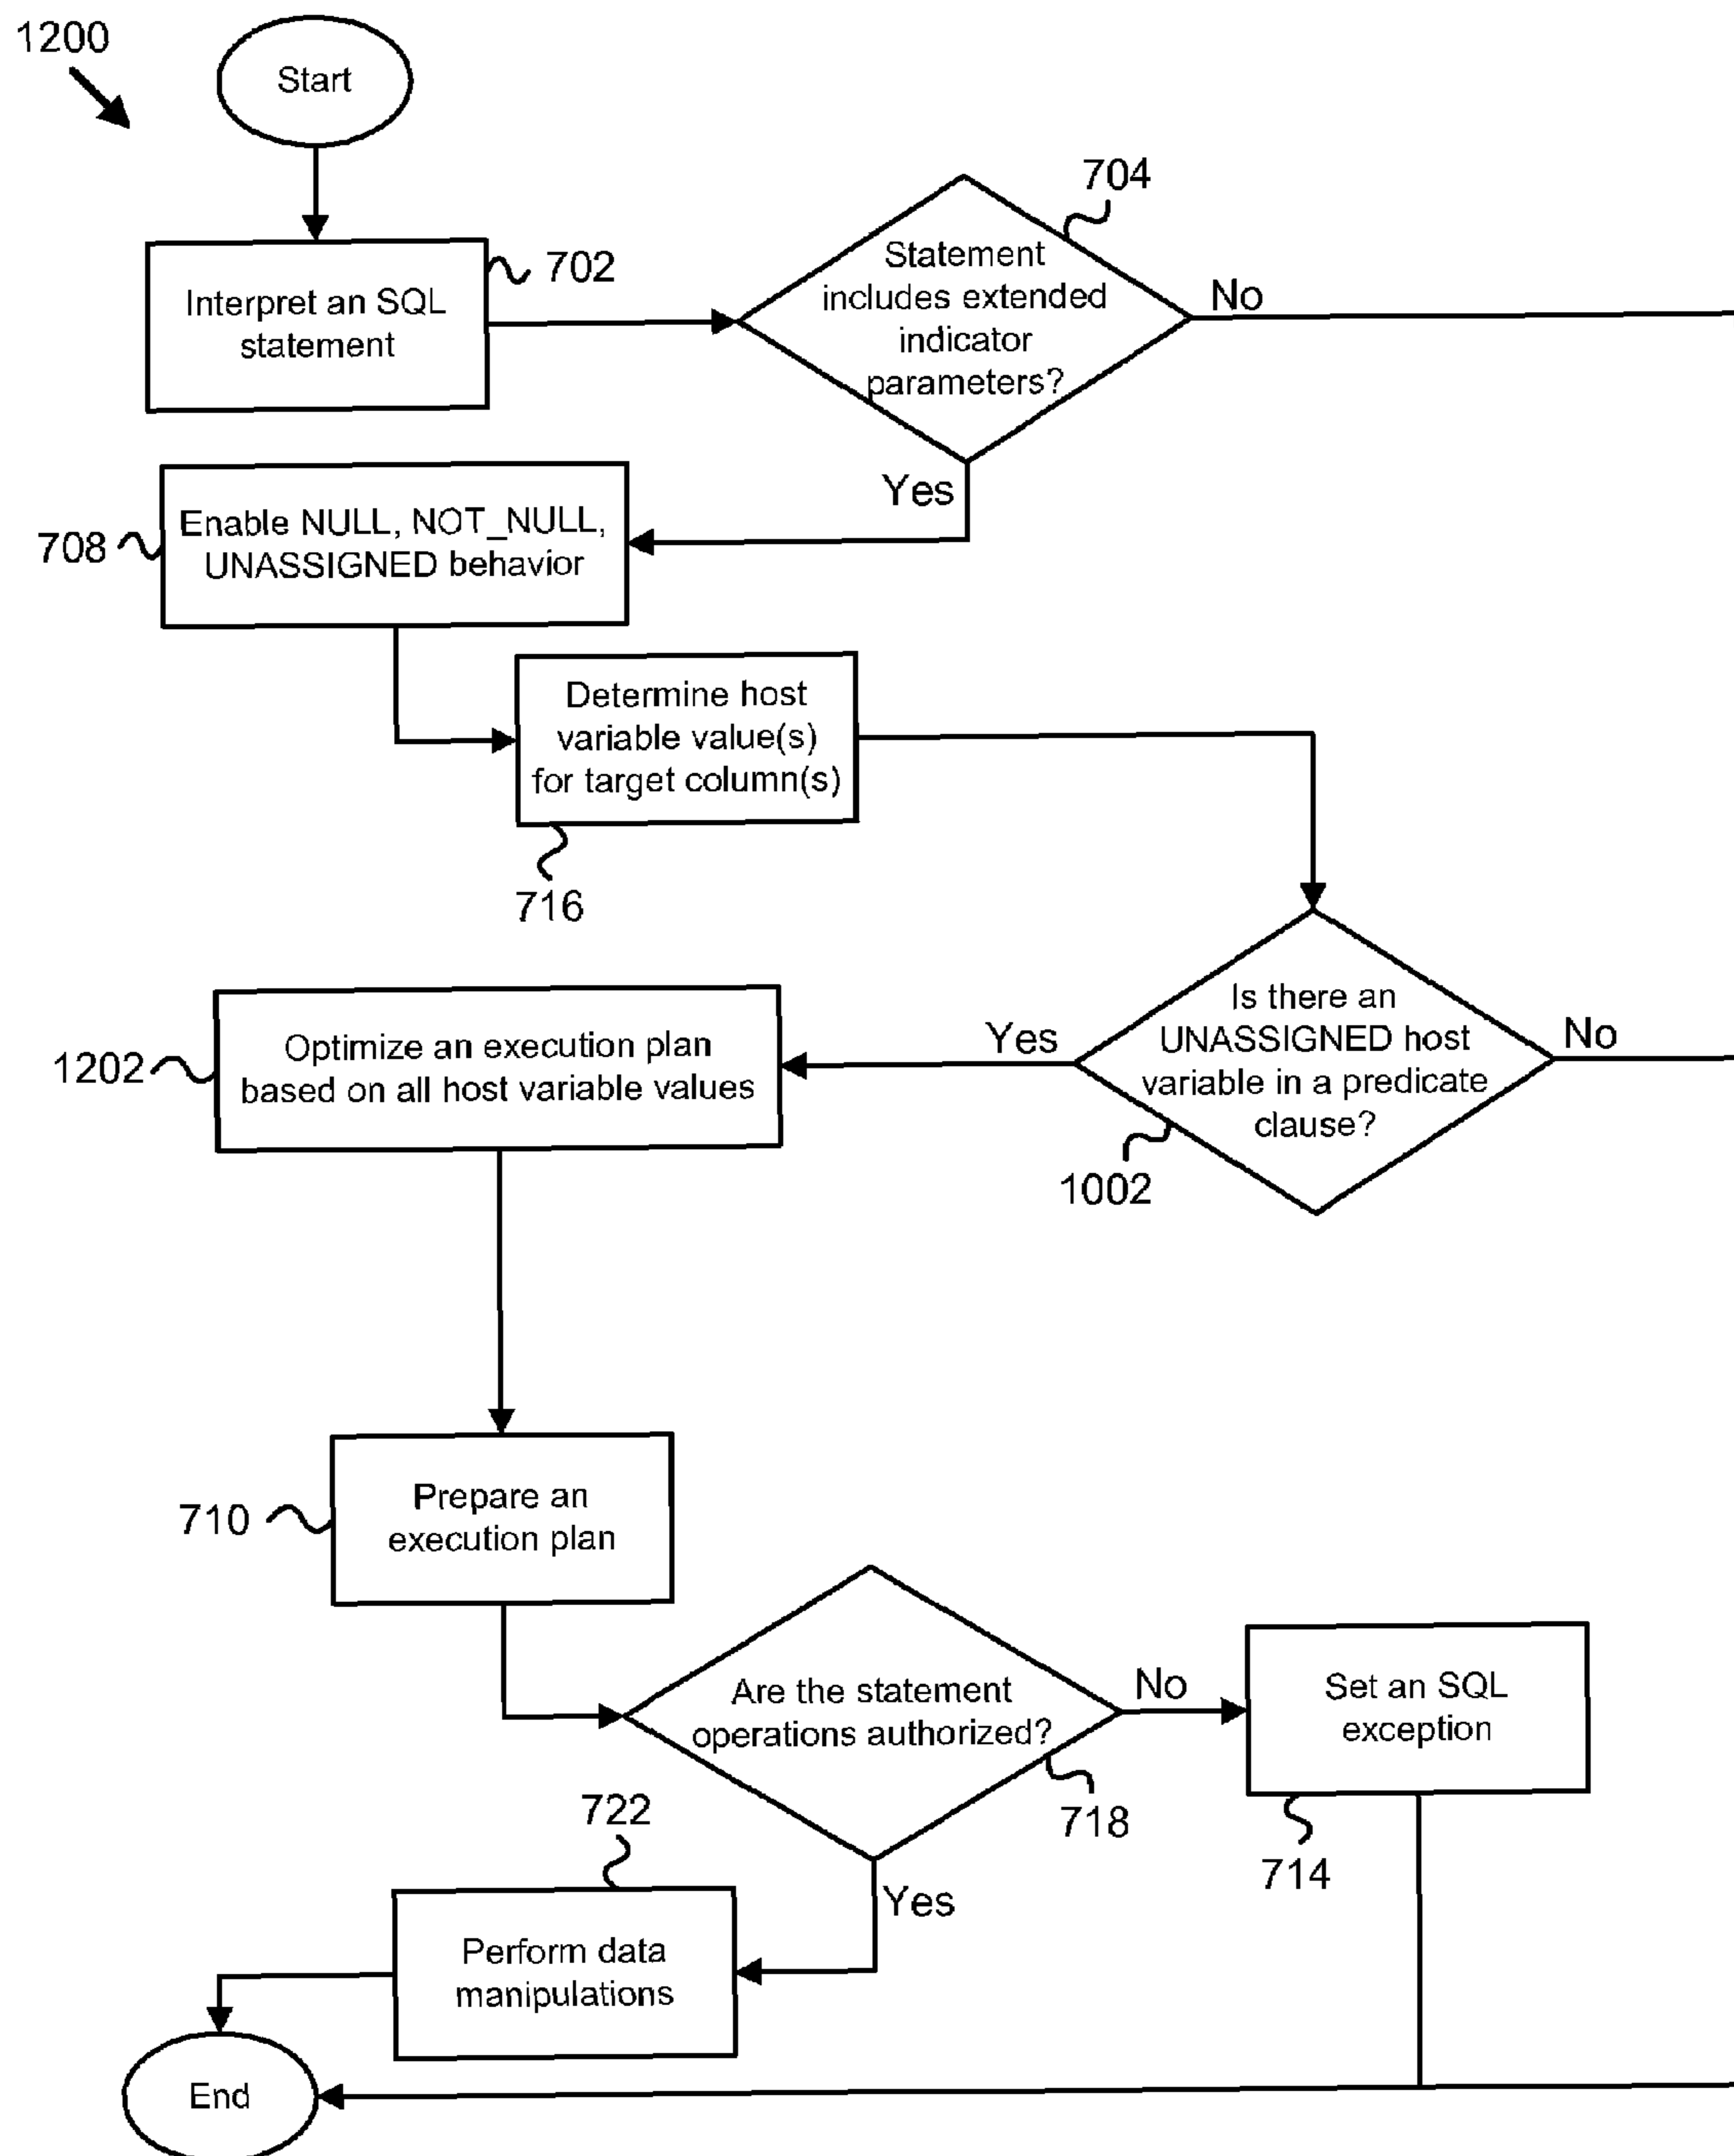 1200
Start
704
702
Interpret an SQL
statement
Statement
includes extended
indicator
parameters?
No
Yes
708
Enable NULL, NOT_NULL,
UNASSIGNED behavior
Determine host
variable value(s)
for target column(s)
716
Is there an
UNASSIGNED host
variable in a predicate
clause?
No
Yes
1002
1202
Optimize an execution plan
based on all host variable values
710
Prepare an
execution plan
Are the statement
operations authorized?
No
718
Set an SQL
exception
714
Yes
722
Perform data
manipulations
End